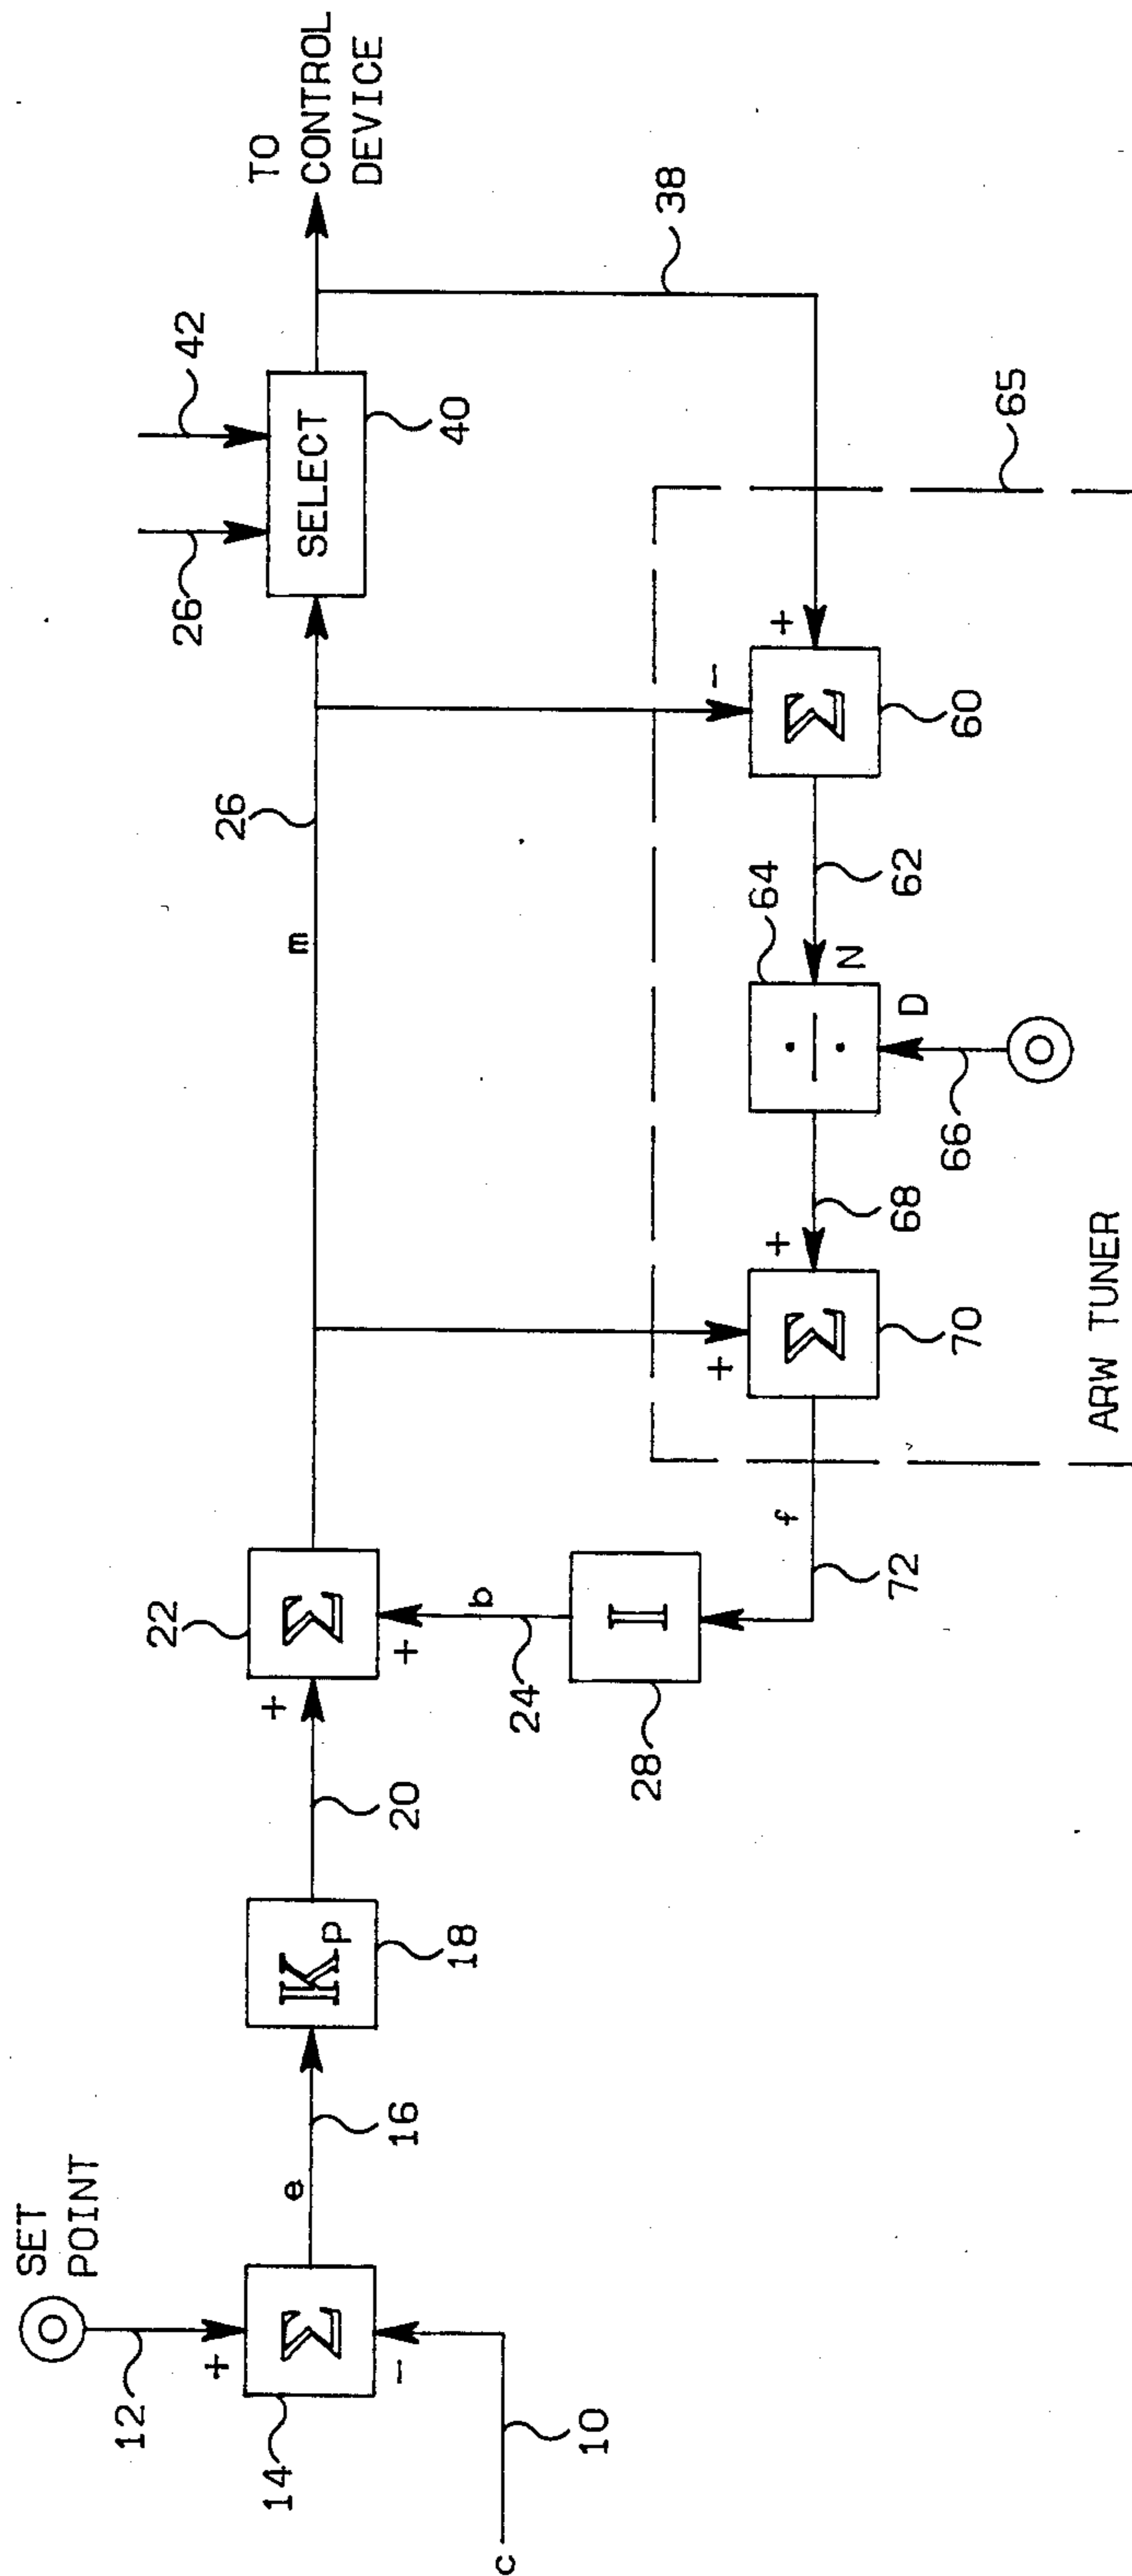 SET
POINT
12
+
Σ
-
14
10
c
e
16
K
P
18
20
+
Σ
+
22
b
24
I
28
f
72
m
26
26
42
SELECT
40
TO
CONTROL
DEVICE
38
-
+
Σ
60
62
64
N
÷
D
66
68
+
+
Σ
70
65
ARW TUNER